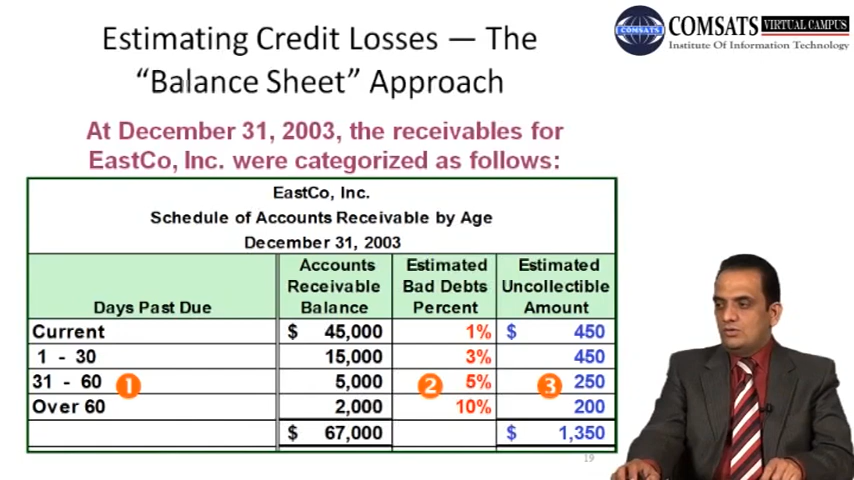 Estimating Credit Losses — The
“Balance Sheet” Approach
COMSATS VIRTUAL CAMPUS
COMSATS
Institute Of Information Technology
At December 31, 2003, the receivables for
EastCo, Inc. were categorized as follows:
EastCo, Inc.
Schedule of Accounts Receivable by Age
December 31, 2003
Days Past Due
Accounts
Receivable
Balance
Estimated
Bad Debts
Percent
Estimated
Uncollectible
Amount
Current $ 45,000 1% $ 450
1 - 30 15,000 3% 450
31 - 60 1 5,000 2 5% 3 250
Over 60 2,000 10% 200
$ 67,000 $ 1,350
19